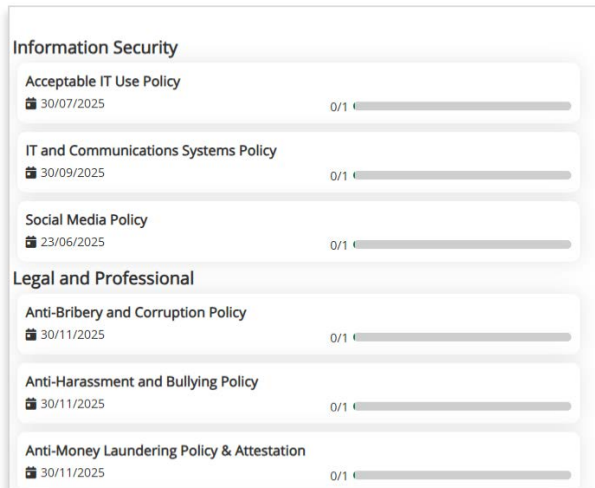 Information Security
Acceptable IT Use Policy
30/07/2025
0/1
IT and Communications Systems Policy
30/09/2025
0/1
Social Media Policy
23/06/2025
0/1
Legal and Professional
Anti-Bribery and Corruption Policy
30/11/2025
0/1
Anti-Harassment and Bullying Policy
30/11/2025
0/1
Anti-Money Laundering Policy & Attestation
30/11/2025
0/1